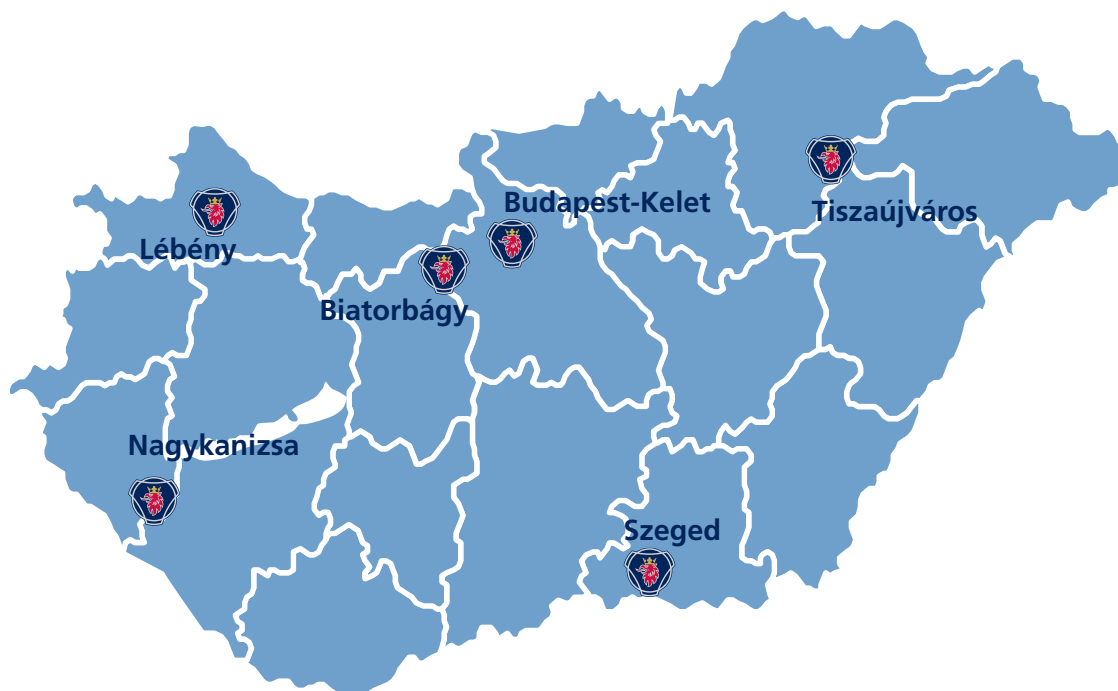 Budapest-Kelet
Tiszaújváros
Lébény
Biatorbágy
Nagykanizsa
Szeged